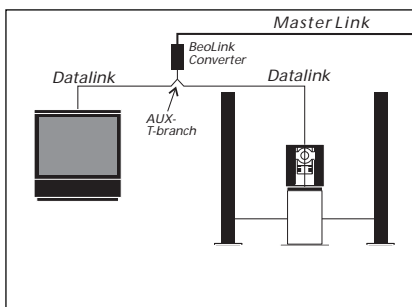 Master Link
BeoLink
Converter
Datalink
Datalink
AUX-
T-branch